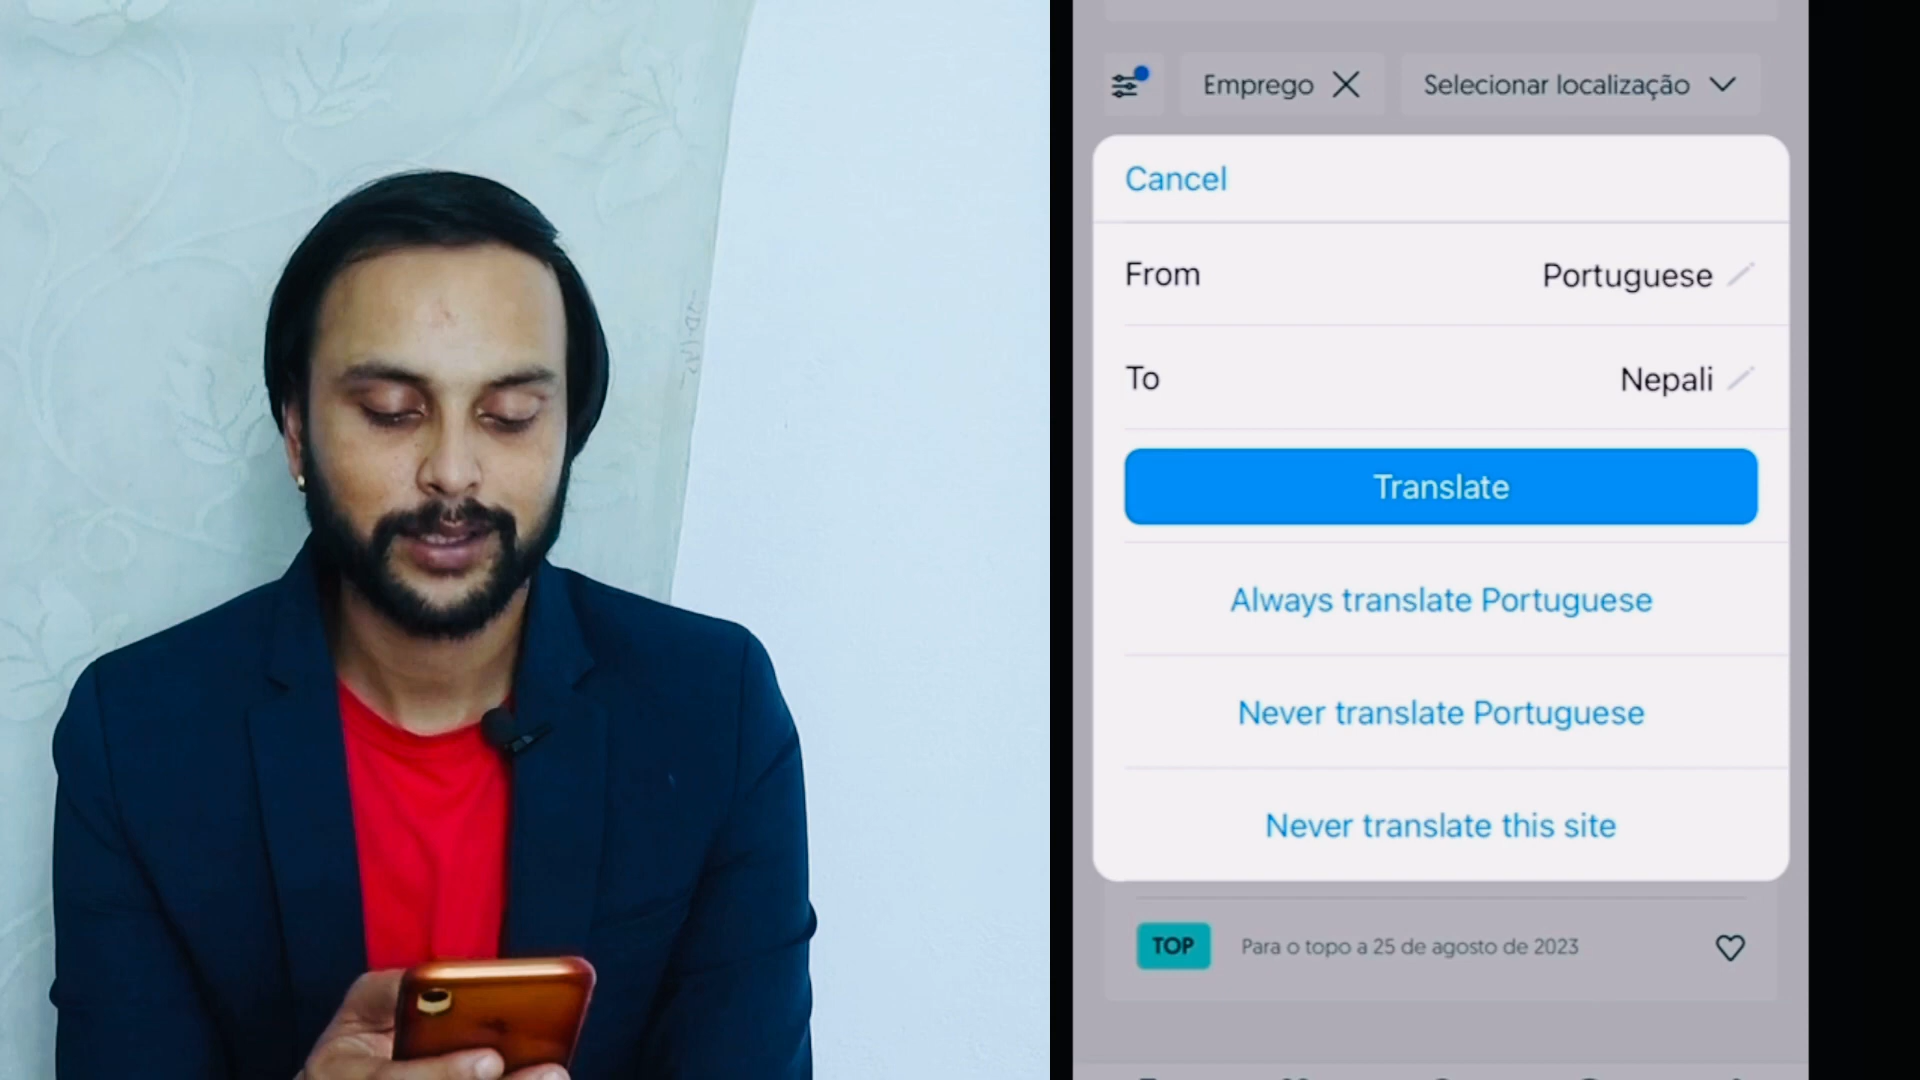 Emprego
Selecionar localização
Cancel
From Portuguese
To Nepali
Translate
Always translate Portuguese
Never translate Portuguese
Never translate this site
TOP Para o topo a 25 de agosto de 2023